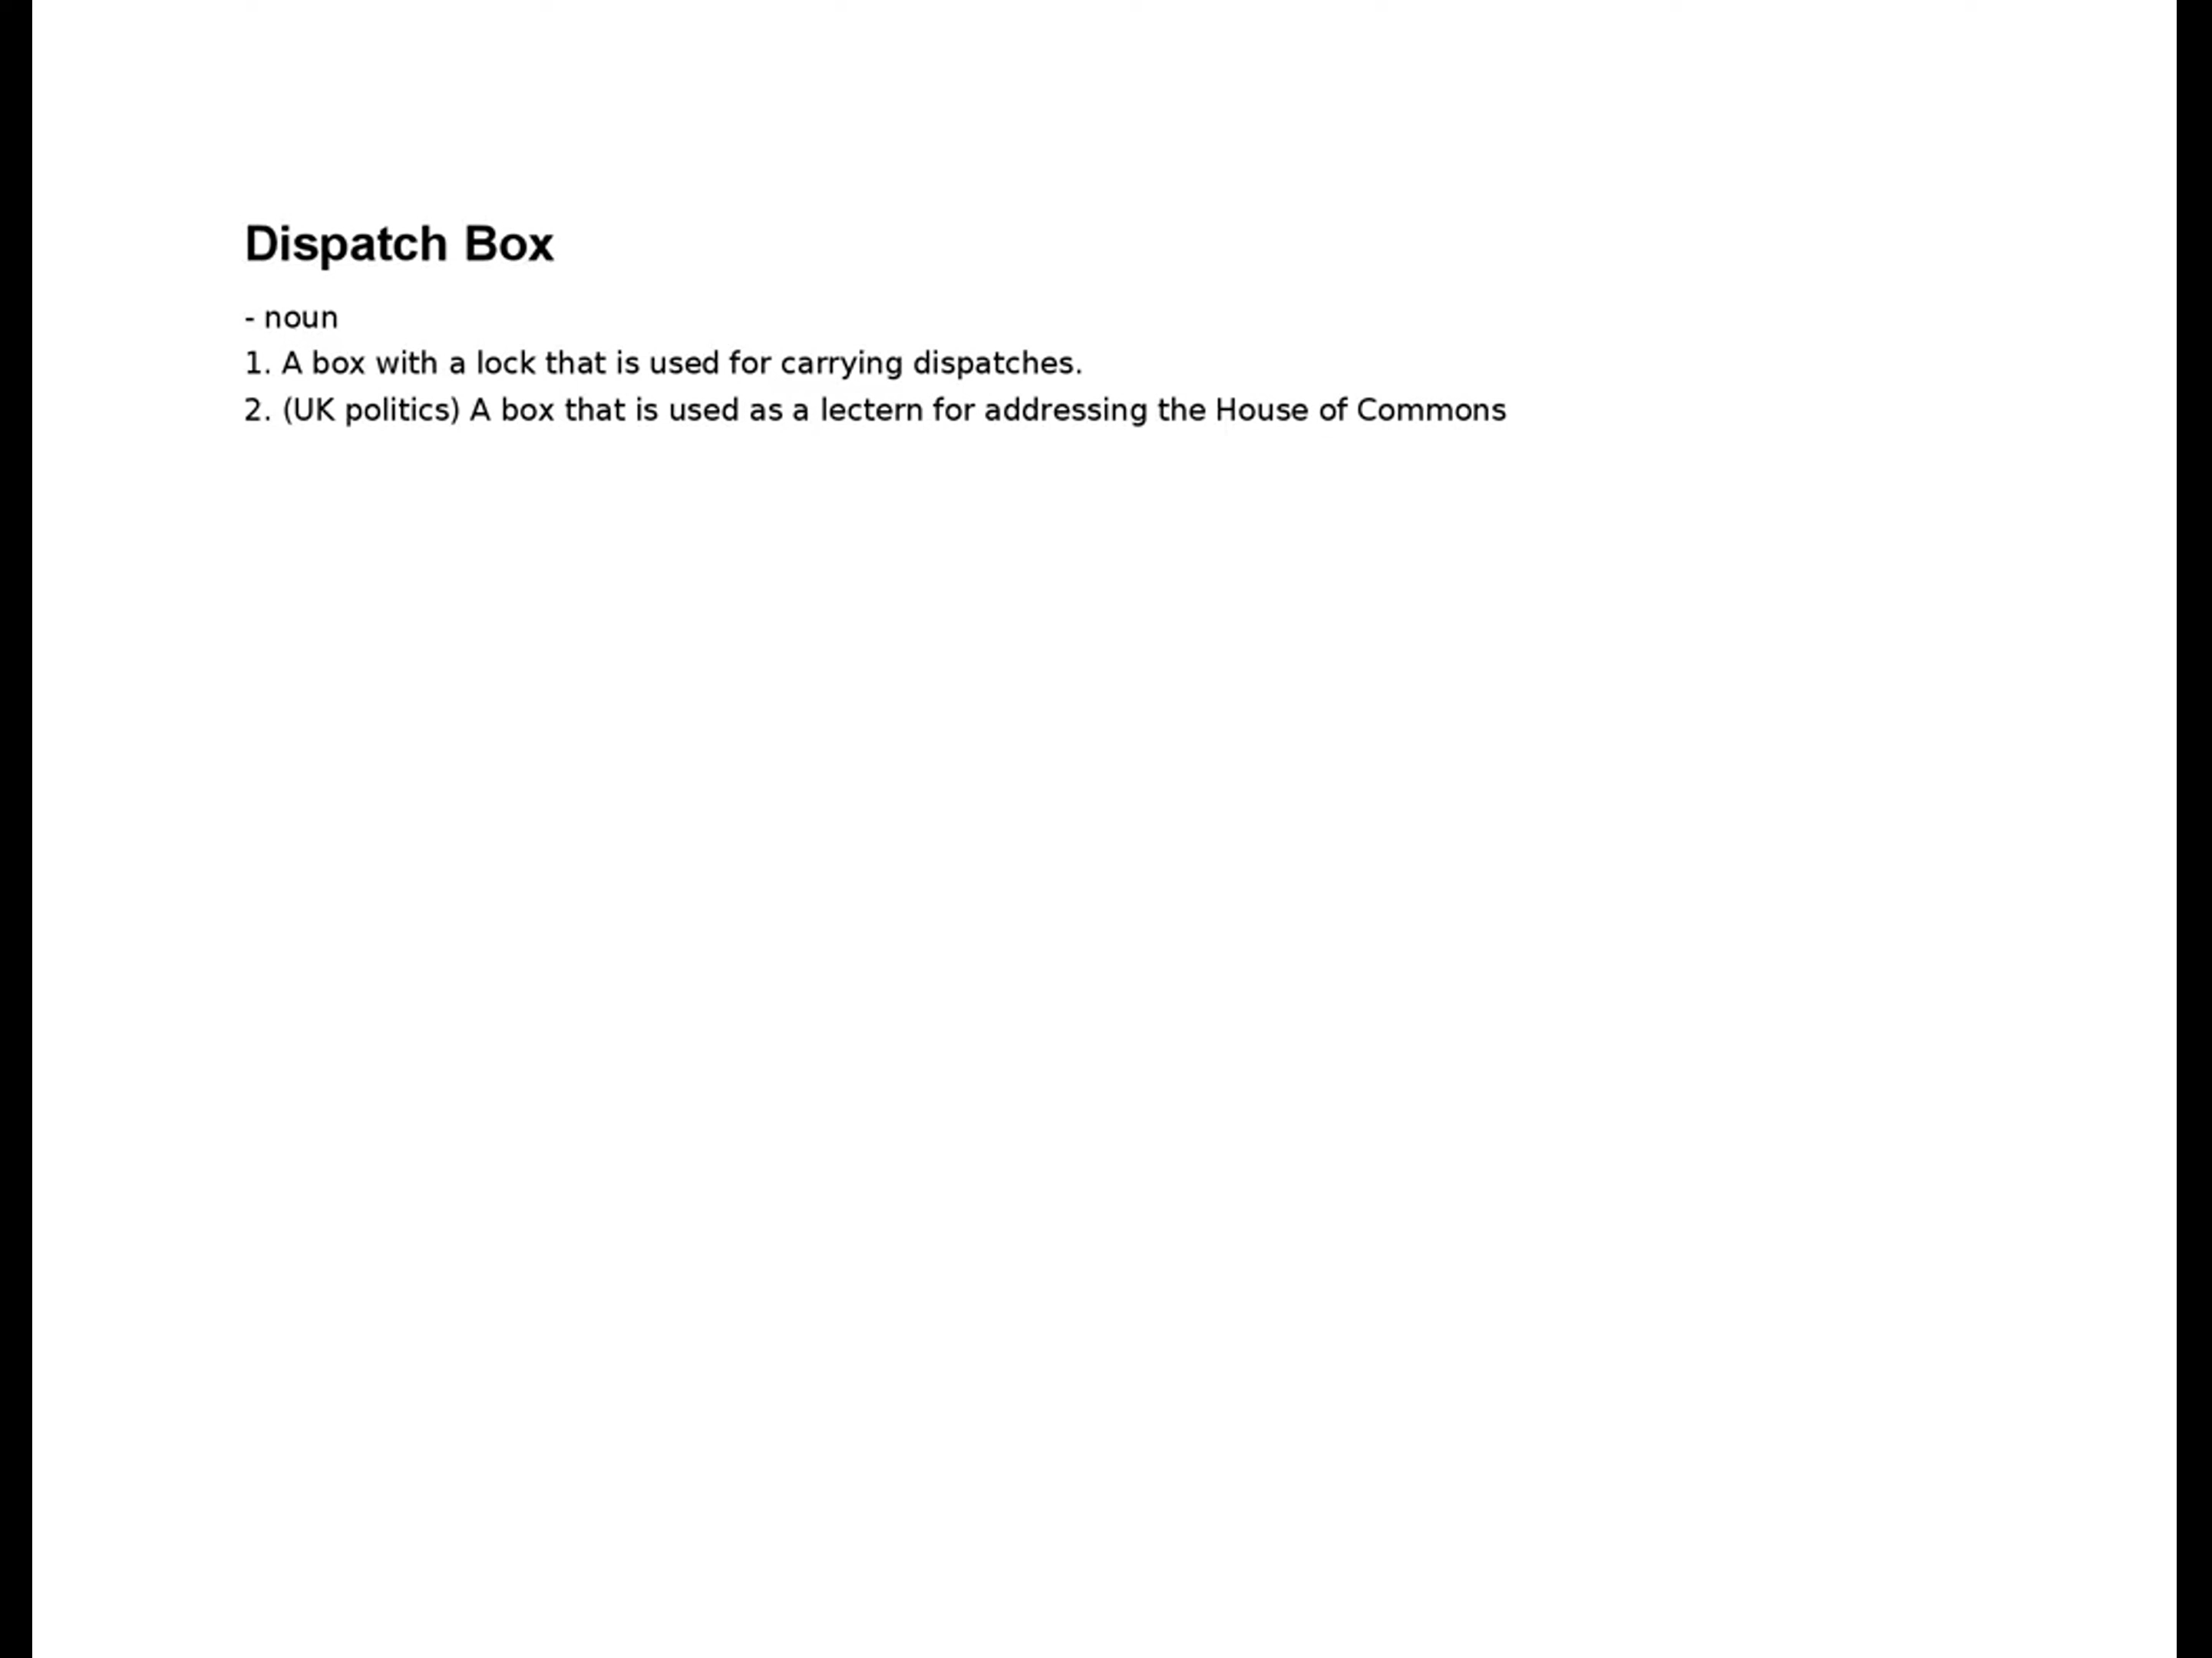 Dispatch Box
- noun
1. A box with a lock that is used for carrying dispatches.
2. (UK politics) A box that is used as a lectern for addressing the House of Commons